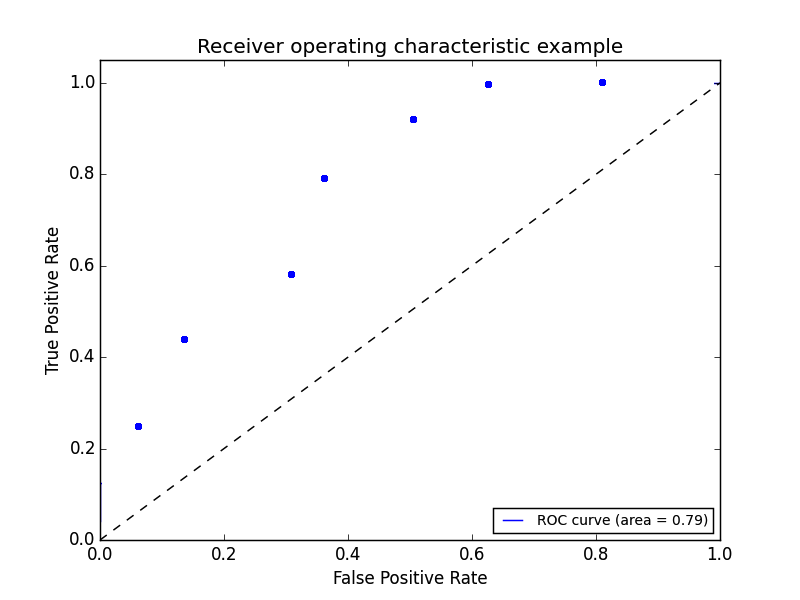 Receiver operating characteristic example
1.0
0.8
0.6
0.4
0.2
0.0
True Positive Rate
ROC curve (area = 0.79)
0.0 0.2 0.4 0.6 0.8 1.0
False Positive Rate